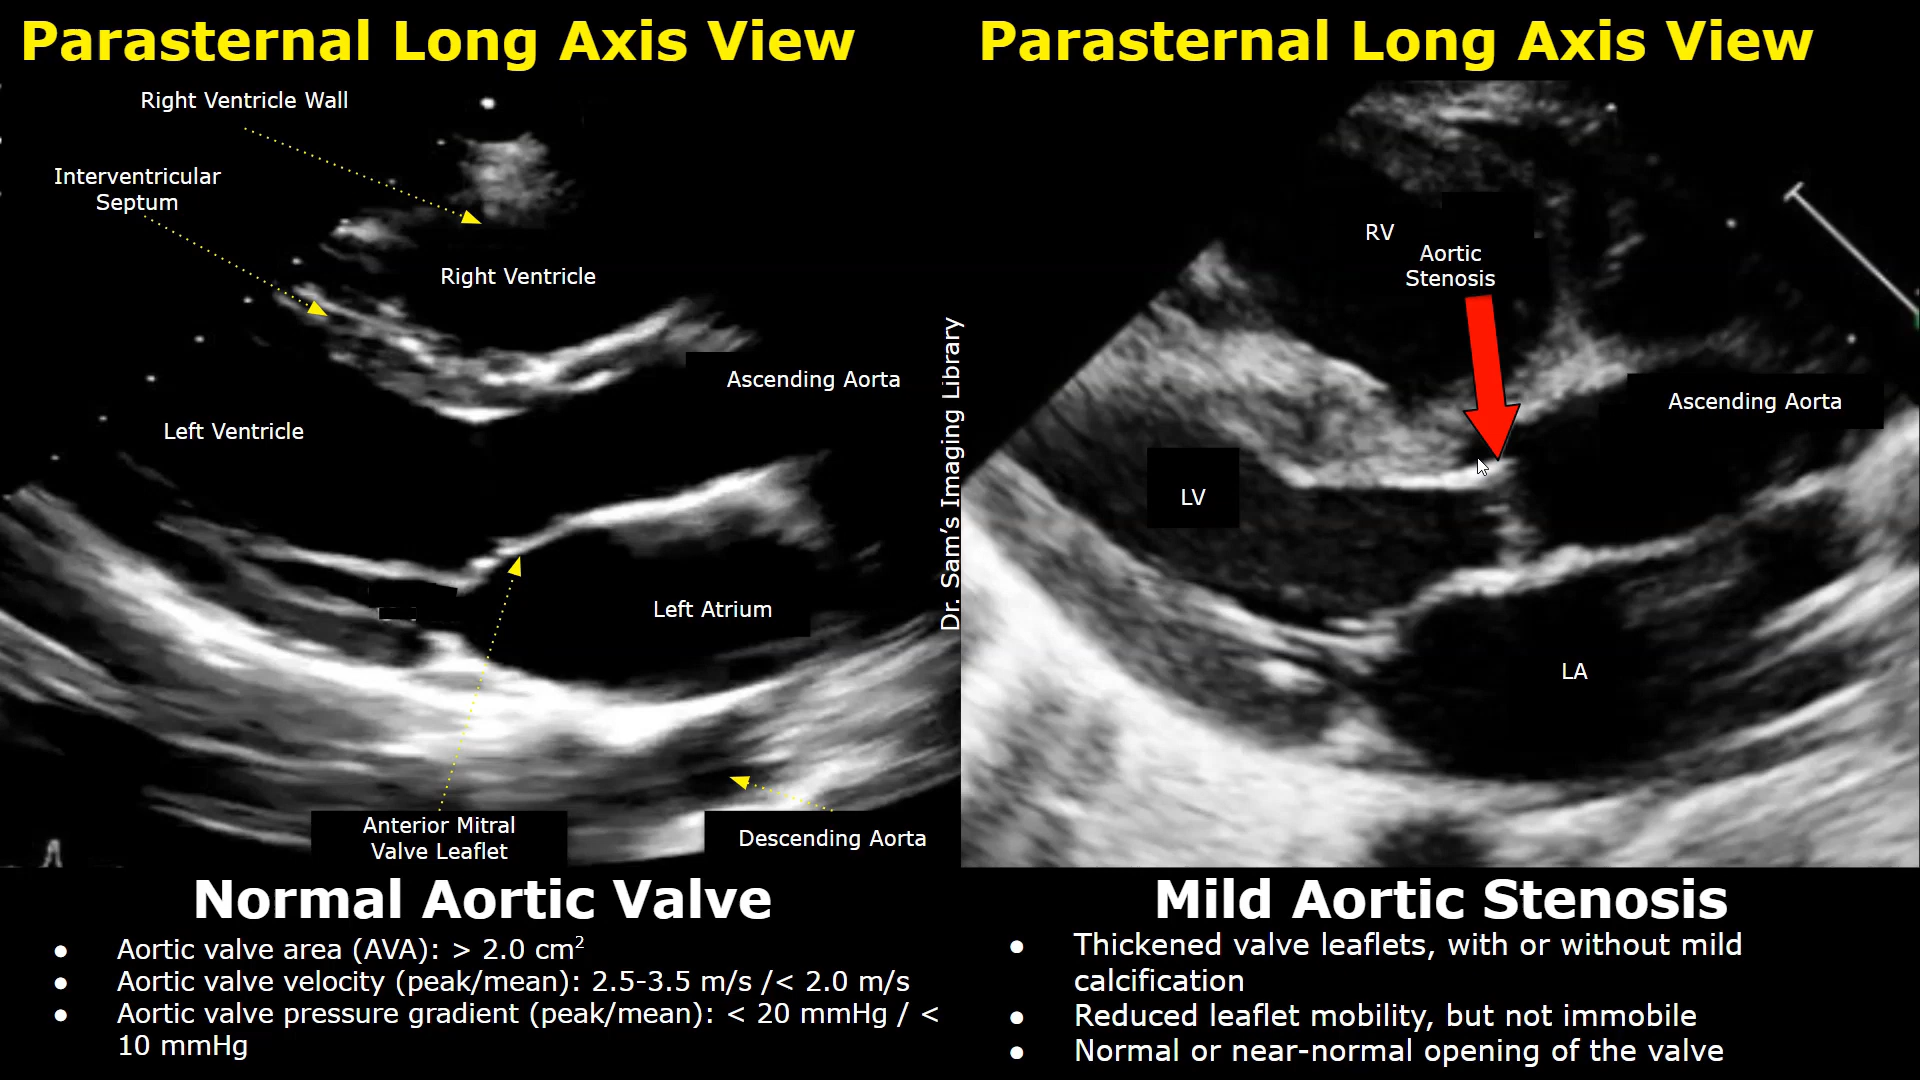 Parasternal Long Axis View
Right Ventricle Wall
Interventricular
Septum
Right Ventricle
Ascending Aorta
Left Ventricle
Left Atrium
Anterior Mitral
Valve Leaflet
Descending Aorta
Normal Aortic Valve
● Aortic valve area (AVA): > 2.0 cm²
● Aortic valve velocity (peak/mean): 2.5-3.5 m/s /< 2.0 m/s
● Aortic valve pressure gradient (peak/mean): < 20 mmHg / <
10 mmHg
Dr. Sam’s Imaging Library
Parasternal Long Axis View
RV
Aortic
Stenosis
Ascending Aorta
LV
LA
Mild Aortic Stenosis
● Thickened valve leaflets, with or without mild
calcification
● Reduced leaflet mobility, but not immobile
● Normal or near-normal opening of the valve